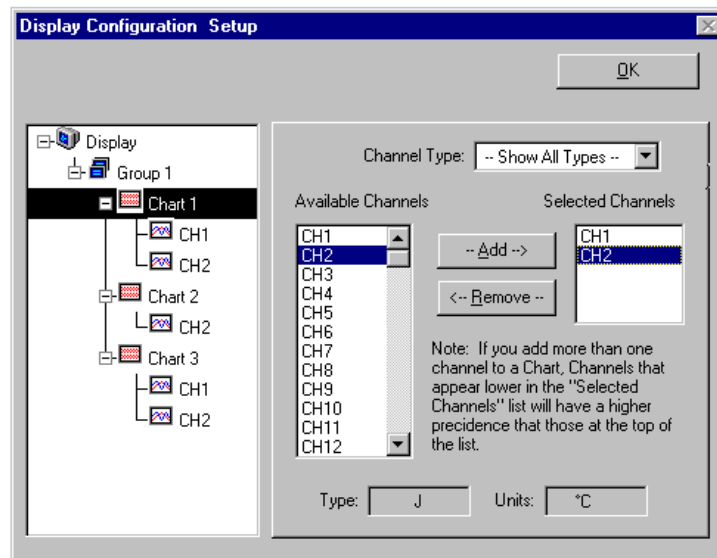 Display Configuration Setup
OK
Display
Group 1
Chart 1
CH1
CH2
Chart 2
CH2
Chart 3
CH1
CH2
Channel Type: -- Show All Types --
Available Channels
CH1
CH2
CH3
CH4
CH5
CH6
CH7
CH8
CH9
CH10
CH11
CH12
-- Add -->
<-- Remove --
Selected Channels
CH1
CH2
Note: If you add more than one
channel to a Chart, Channels that
appear lower in the "Selected
Channels" list will have a higher
precidence that those at the top of
the list.
Type: J Units: °C